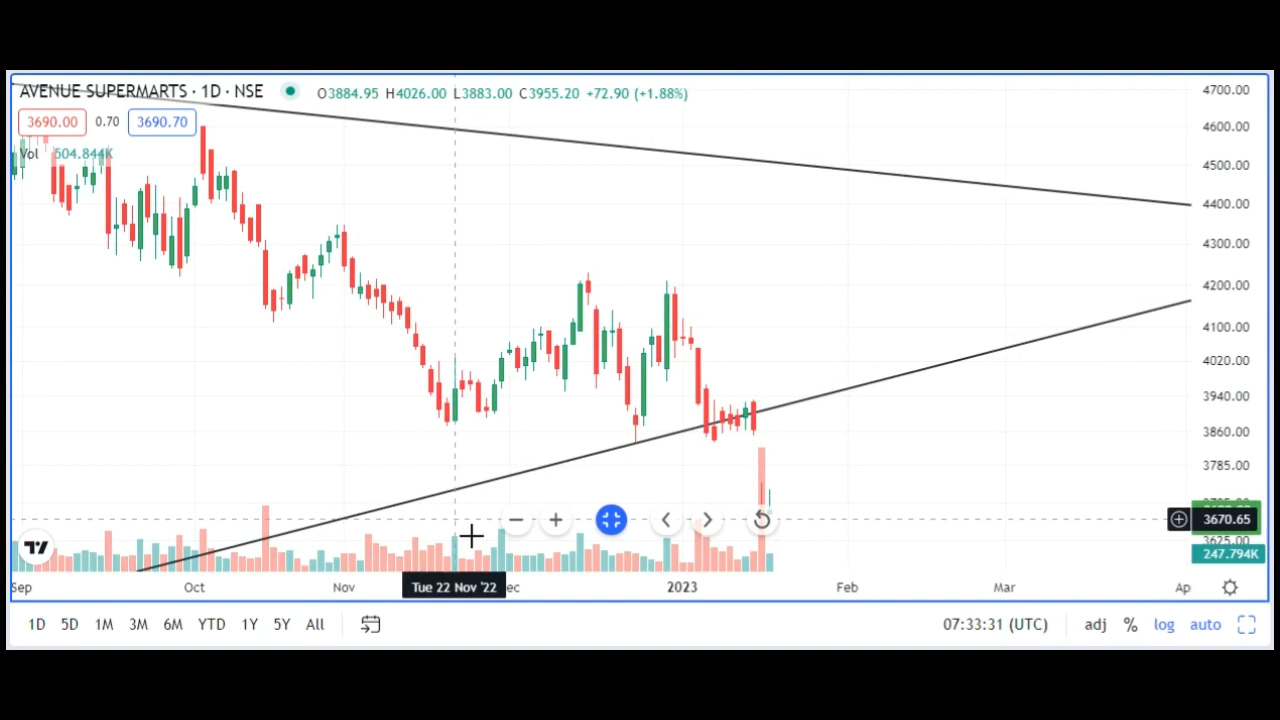 AVENUE SUPERMARTS · 1D · NSE O3884.95 H4026.00 L3883.00 C3955.20 +72.90 (+1.88%)
3690.00 0.70 3690.70
Vol 504.844K
4700.00
4600.00
4500.00
4400.00
4300.00
4200.00
4100.00
4020.00
3940.00
3860.00
3785.00
3670.65
3625.00
247.794K
Sep Oct Nov Tue 22 Nov '22 ec 2023 Feb Mar Ap
1D 5D 1M 3M 6M YTD 1Y 5Y All 07:33:31 (UTC) adj % log auto